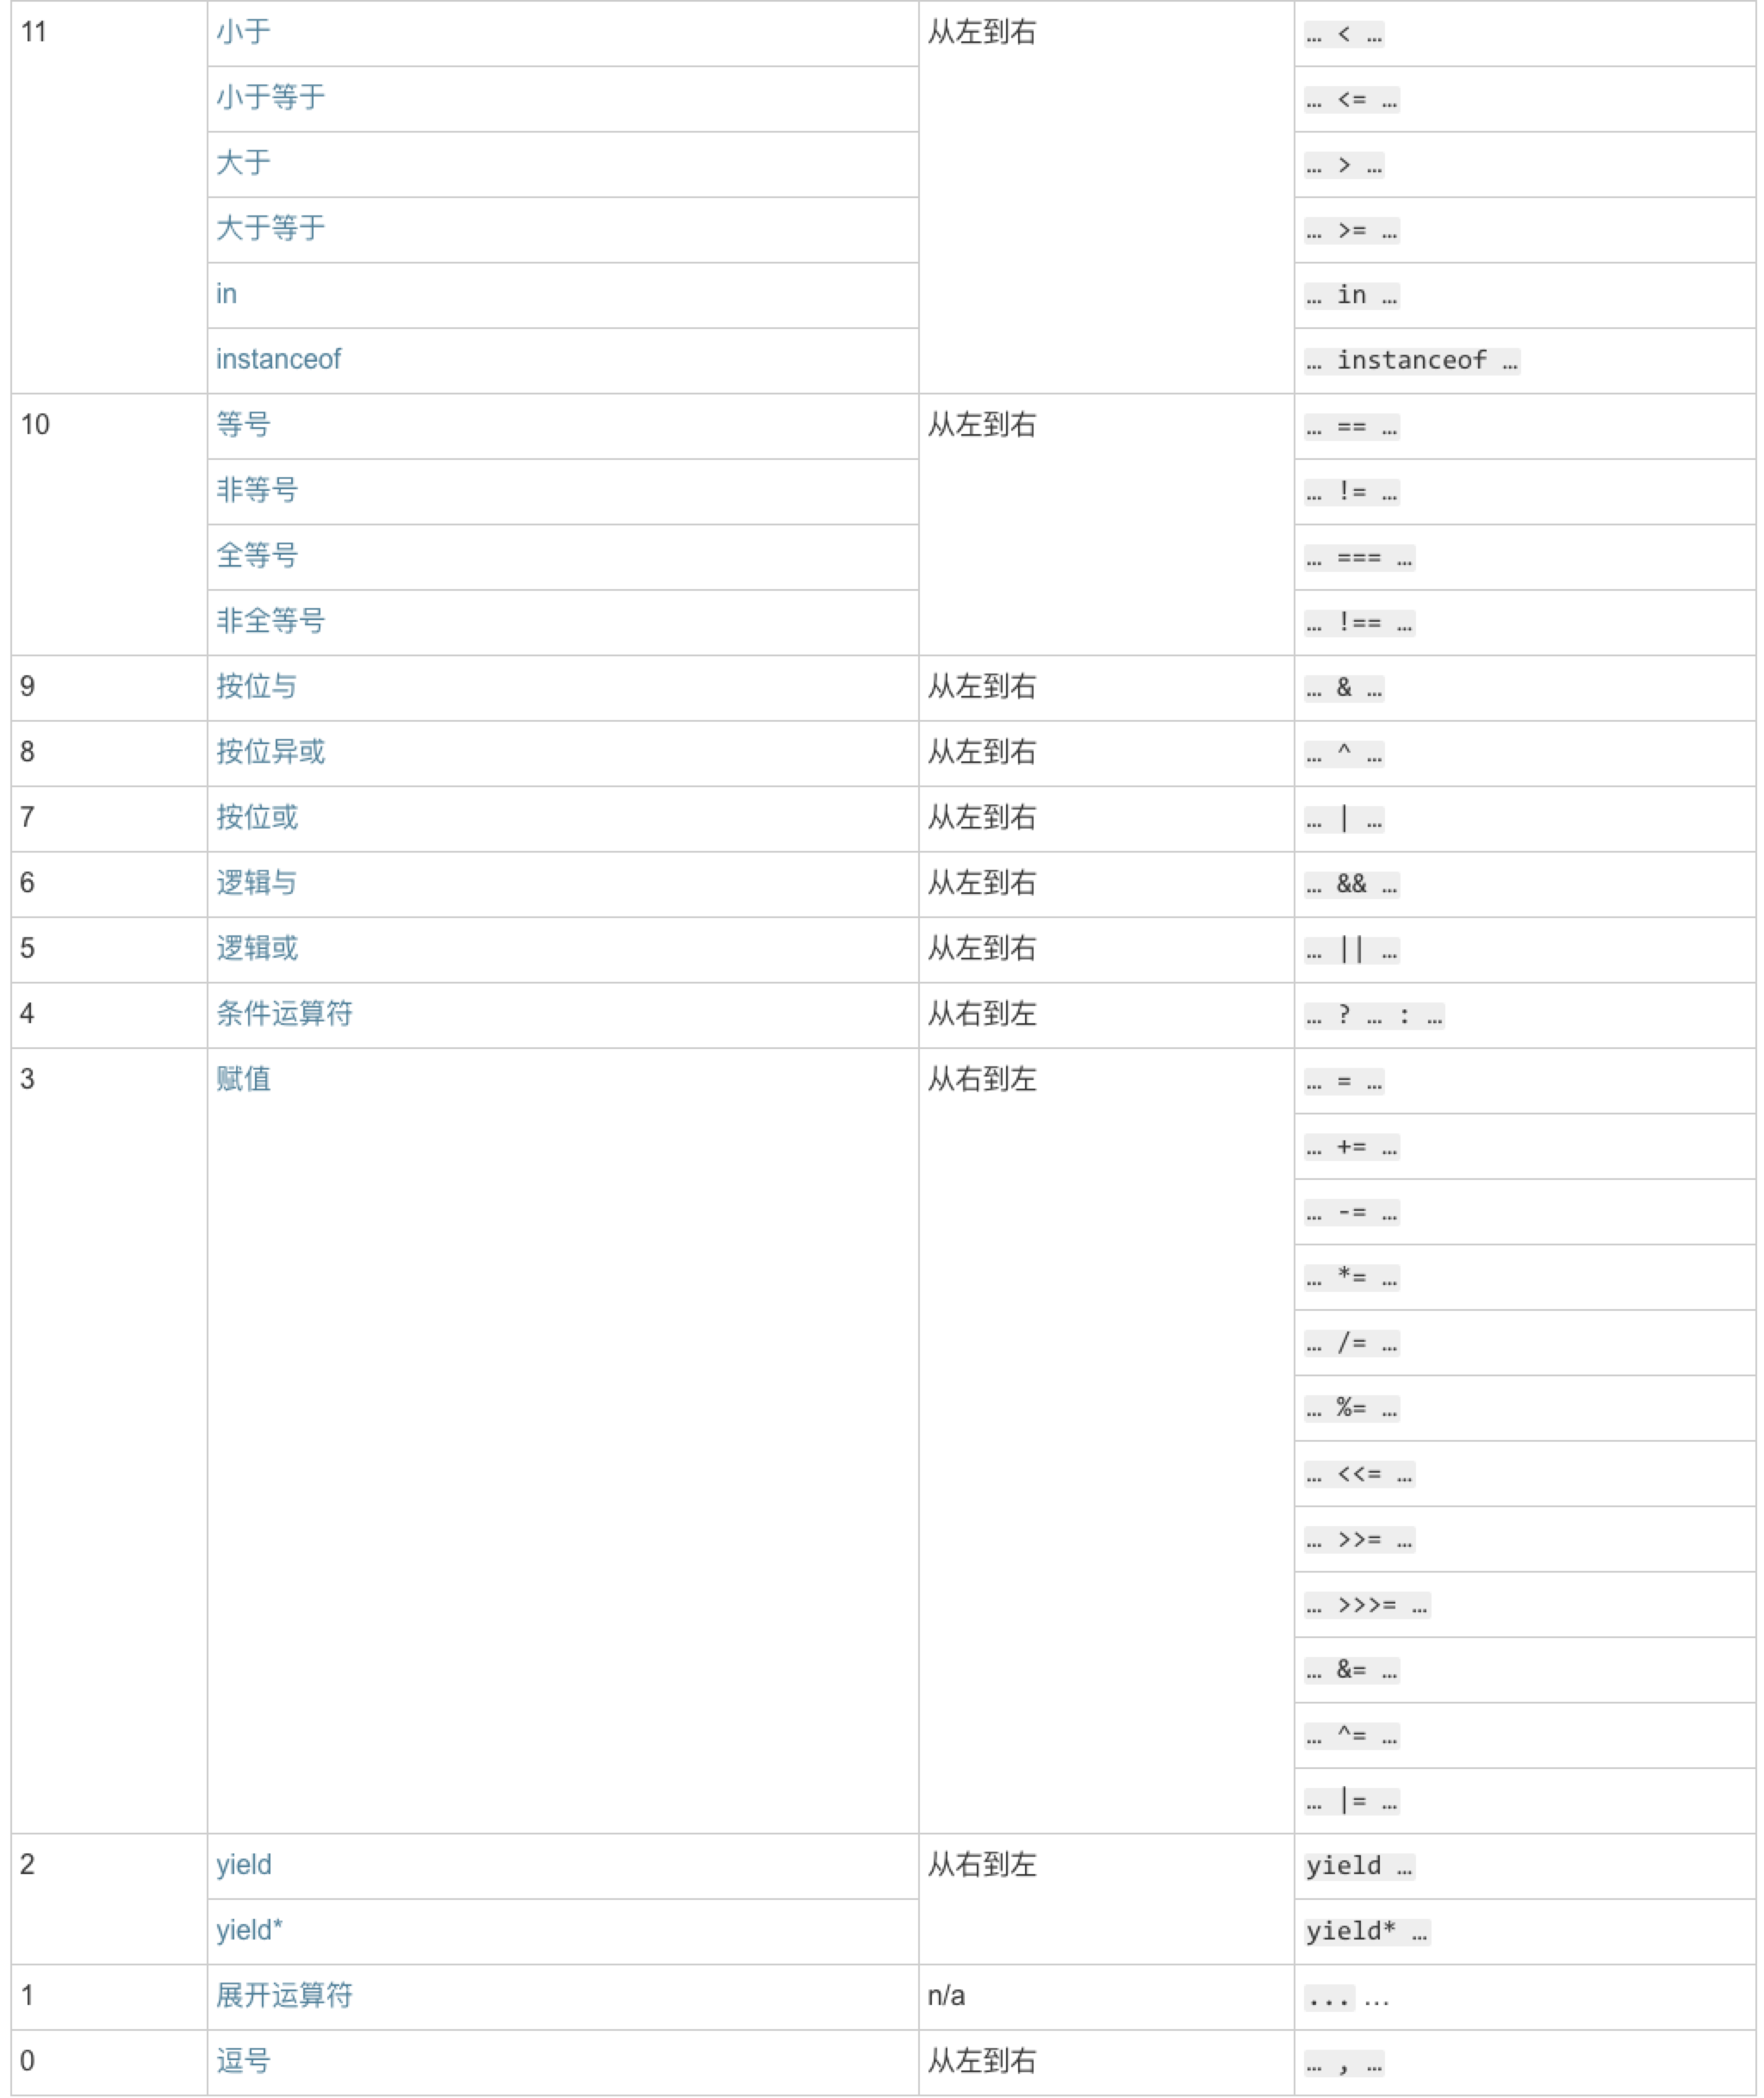 11 小于 从左到右 … < …
小于等于 … <= …
大于 … > …
大于等于 … >= …
in … in …
instanceof … instanceof …
10 等号 从左到右 … == …
非等号 … != …
全等号 … === …
非全等号 … !== …
9 按位与 从左到右 … & …
8 按位异或 从左到右 … ^ …
7 按位或 从左到右 … | …
6 逻辑与 从左到右 … && …
5 逻辑或 从左到右 … || …
4 条件运算符 从右到左 … ? … : …
3 赋值 从右到左 … = …
… += …
… -= …
… *= …
… /= …
… %= …
… <<= …
… >>= …
… >>>= …
… &= …
… ^= …
… |= …
2 yield 从右到左 yield …
yield* yield* …
1 展开运算符 n/a ... …
0 逗号 从左到右 … , …